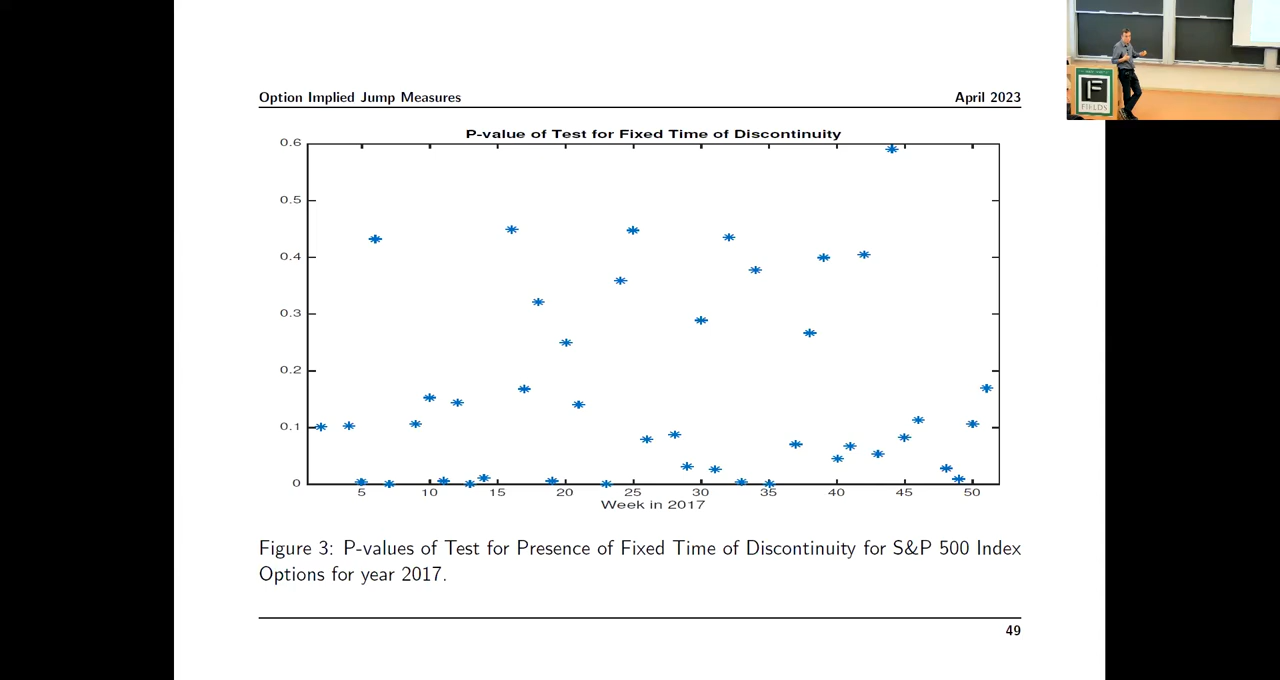 Option Implied Jump Measures April 2023
P-value of Test for Fixed Time of Discontinuity
0.6
0.5
0.4
0.3
0.2
0.1
0
5 10 15 20 25 30 35 40 45 50
Week in 2017
Figure 3: P-values of Test for Presence of Fixed Time of Discontinuity for S&P 500 Index
Options for year 2017.
49
F
FIELDS